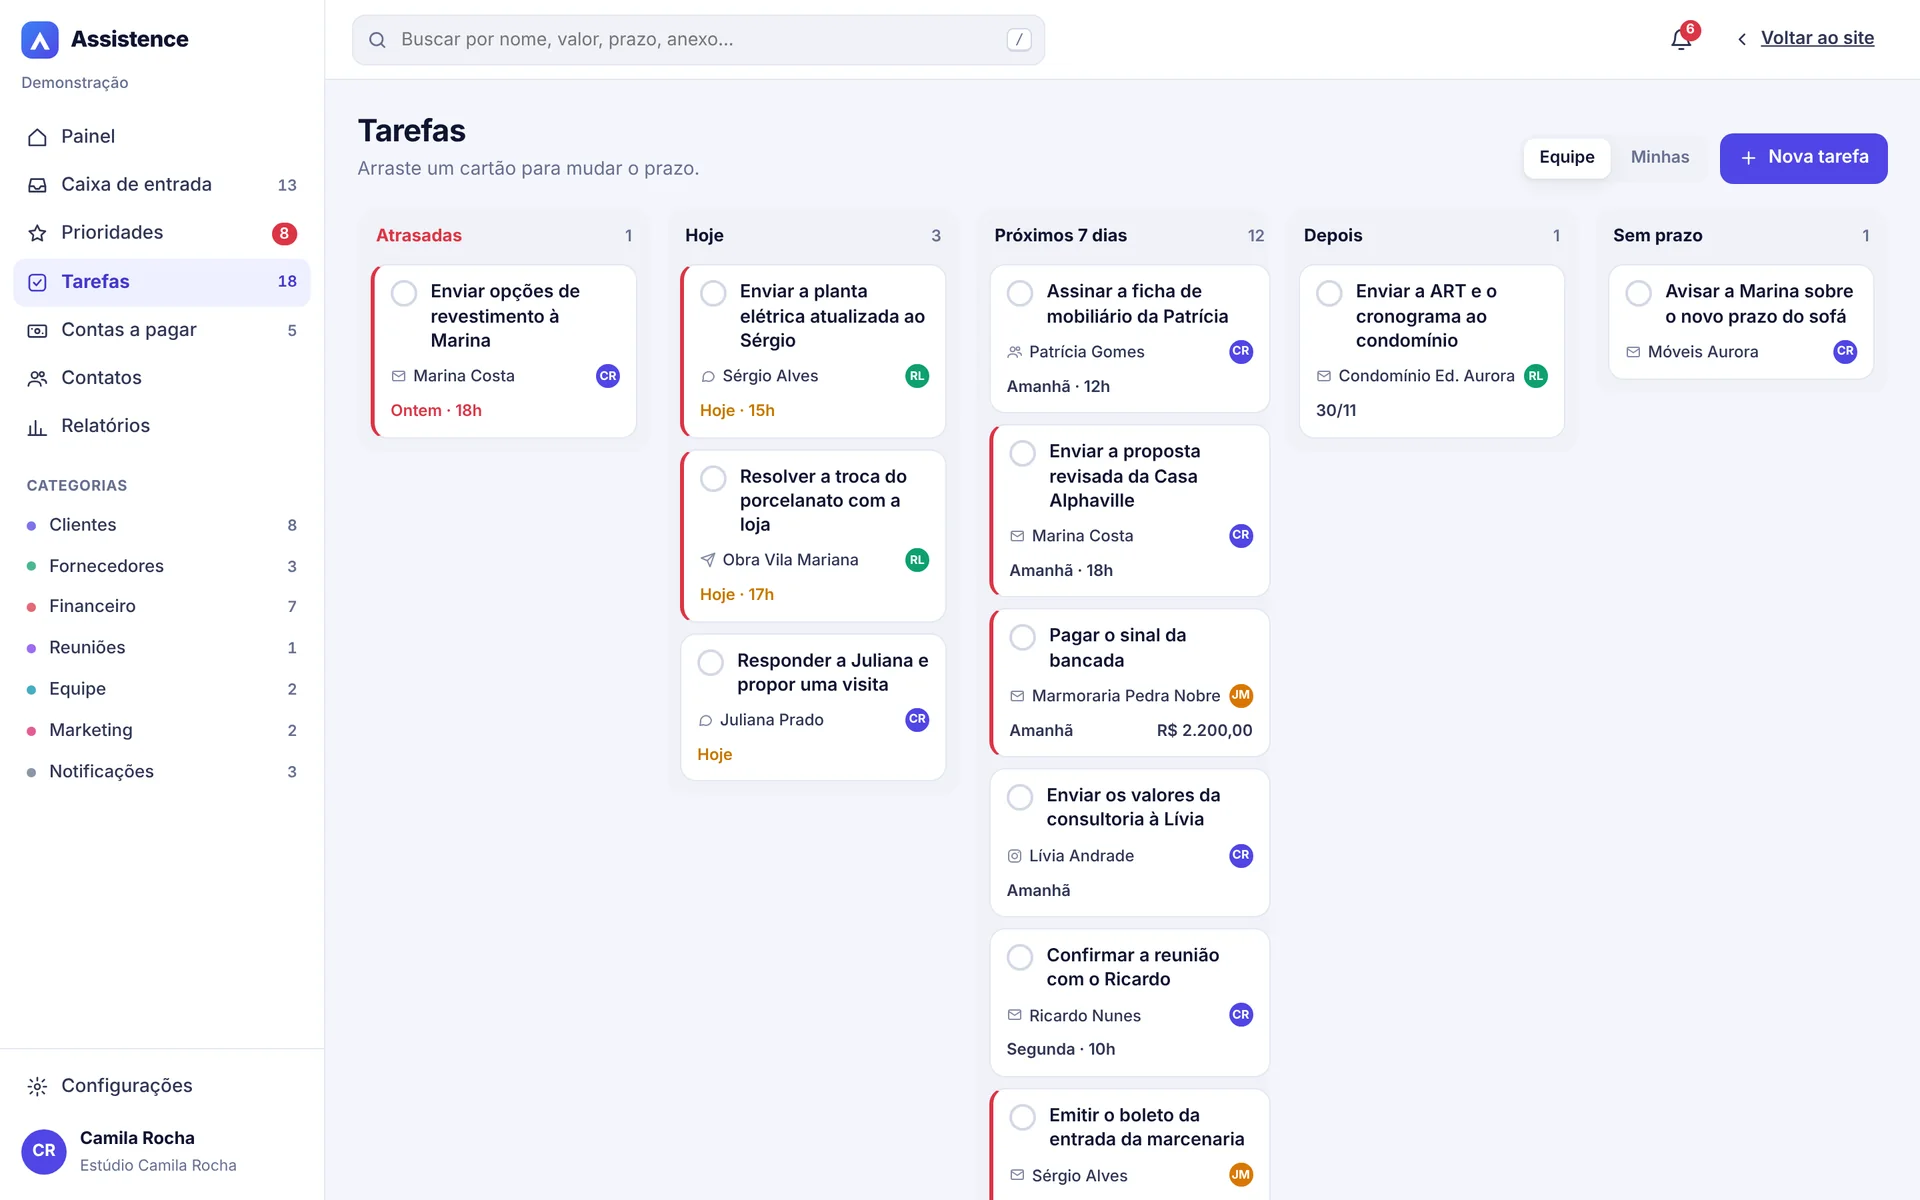 Assistence
Demonstração
Painel
Caixa de entrada 13
Prioridades 8
Tarefas 18
Contas a pagar 5
Contatos
Relatórios
CATEGORIAS
Clientes 8
Fornecedores 3
Financeiro 7
Reuniões 1
Equipe 2
Marketing 2
Notificações 3
Configurações
CR
Camila Rocha
Estúdio Camila Rocha
Buscar por nome, valor, prazo, anexo... /
6
Voltar ao site
Tarefas
Arraste um cartão para mudar o prazo.
Equipe Minhas
+ Nova tarefa
Atrasadas 1
Enviar opções de
revestimento à
Marina
Marina Costa CR
Ontem · 18h
Hoje 3
Enviar a planta
elétrica atualizada ao
Sérgio
Sérgio Alves RL
Hoje · 15h
Resolver a troca do
porcelanato com a
loja
Obra Vila Mariana RL
Hoje · 17h
Responder a Juliana e
propor uma visita
Juliana Prado CR
Hoje
Próximos 7 dias 12
Assinar a ficha de
mobiliário da Patrícia
Patrícia Gomes CR
Amanhã · 12h
Enviar a proposta
revisada da Casa
Alphaville
Marina Costa CR
Amanhã · 18h
Pagar o sinal da
bancada
Marmoraria Pedra Nobre JM
Amanhã R$ 2.200,00
Enviar os valores da
consultoria à Lívia
Lívia Andrade CR
Amanhã
Confirmar a reunião
com o Ricardo
Ricardo Nunes CR
Segunda · 10h
Emitir o boleto da
entrada da marcenaria
Sérgio Alves JM
Depois 1
Enviar a ART e o
cronograma ao
condomínio
Condomínio Ed. Aurora RL
30/11
Sem prazo 1
Avisar a Marina sobre
o novo prazo do sofá
Móveis Aurora CR